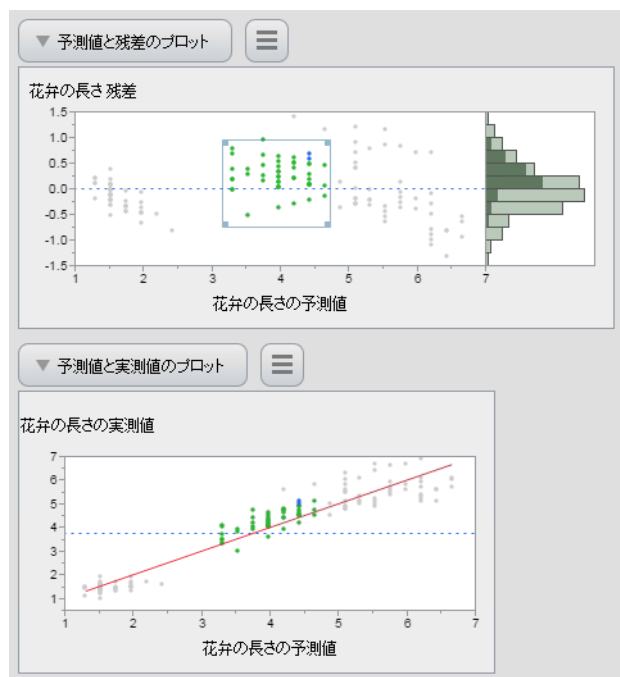 予測値と残差のプロット
花弁の長さ 残差
1.5
1.0
0.5
0.0
-0.5
-1.0
-1.5
1 2 3 4 5 6 7
花弁の長さの予測値
予測値と実測値のプロット
花弁の長さの実測値
7
6
5
4
3
2
1
1 2 3 4 5 6 7
花弁の長さの予測値